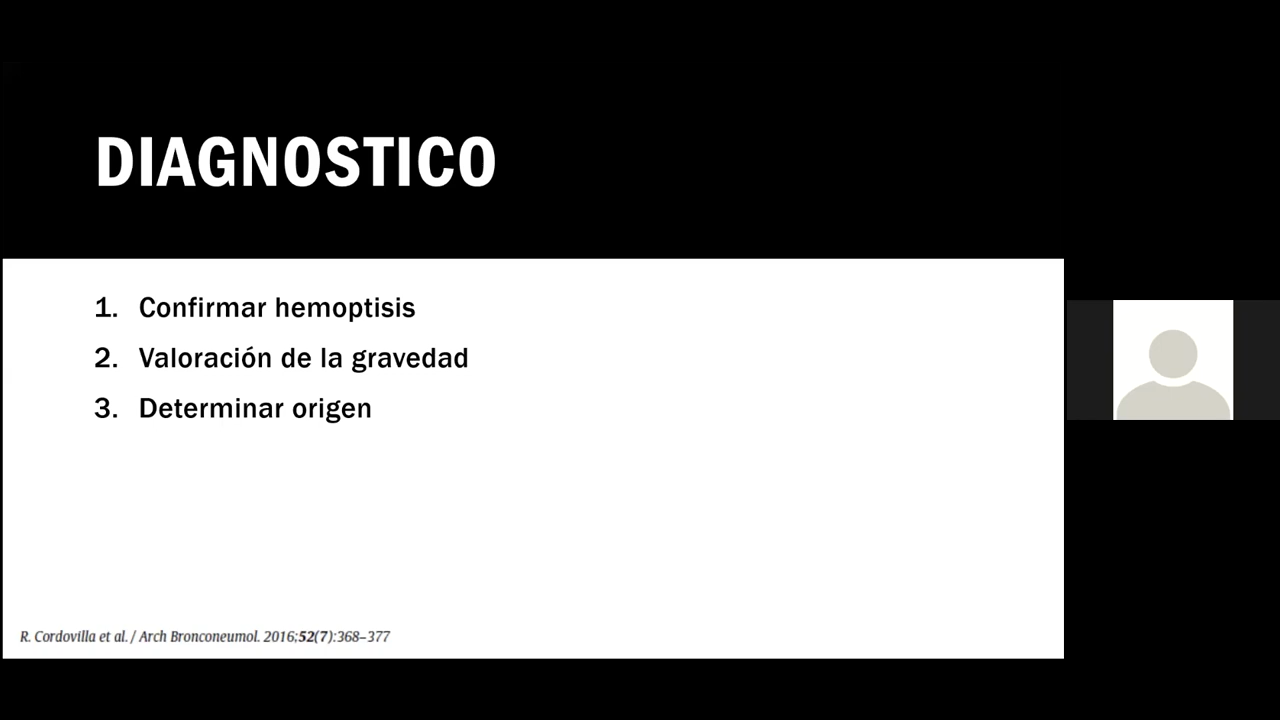 DIAGNOSTICO
1. Confirmar hemoptisis
2. Valoración de la gravedad
3. Determinar origen
R. Cordovilla et al. / Arch Bronconeumol. 2016;52(7):368–377